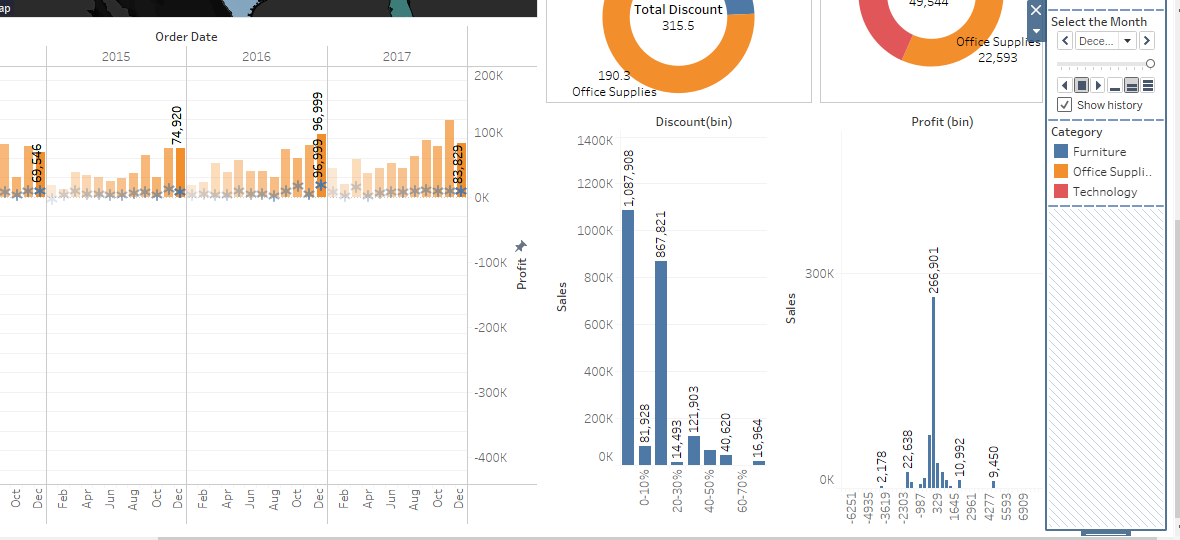 ap
Order Date
2015
2016
2017
200K
100K
0K
-100K
-200K
-300K
-400K
Profit
69,546
74,920
96,999
96,999
83,829
Oct
Dec
Feb
Apr
Jun
Aug
Oct
Dec
Feb
Apr
Jun
Aug
Oct
Dec
Feb
Apr
Jun
Aug
Oct
Dec
Total Discount
315.5
190.3
Office Supplies
49,544
Office Supplies
22,593
Discount(bin)
1400K
1200K
1000K
800K
600K
400K
200K
0K
Sales
1,087,908
81,928
867,821
14,493
121,903
40,620
16,964
0-10%
20-30%
40-50%
60-70%
Profit (bin)
300K
0K
Sales
2,178
22,638
266,901
10,992
9,450
-6251
-4935
-3619
-2303
-987
329
1645
2961
4277
5593
6909
Select the Month
Dece...
Show history
Category
Furniture
Office Suppli..
Technology